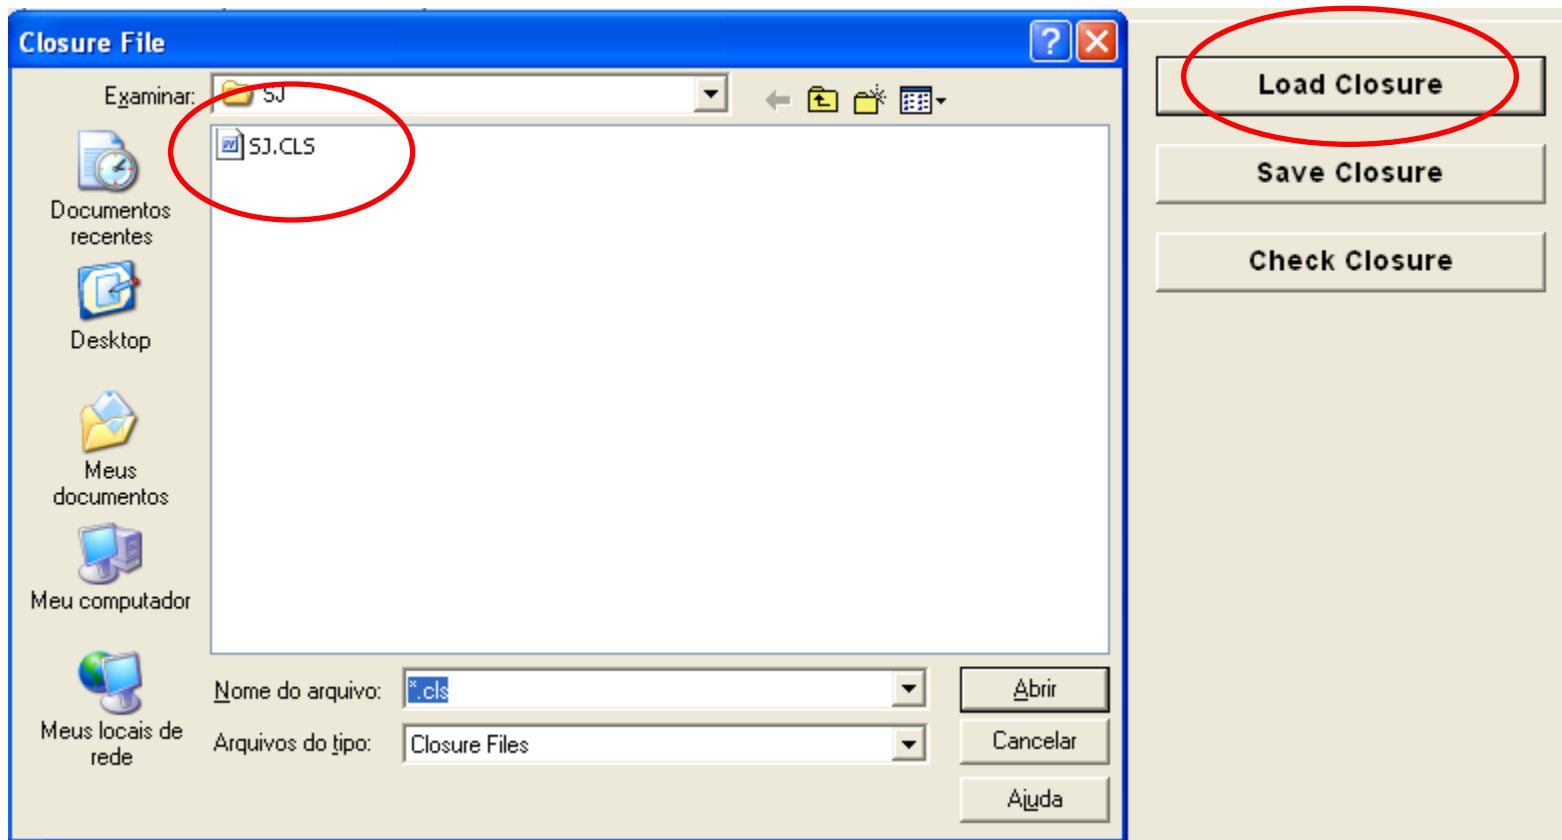 Closure File
Examinar:
SJ
SJ.CLS
Documentos
recentes
Desktop
Meus
documentos
Meu computador
Meus locais de
rede
Nome do arquivo:
*.cls
Abrir
Arquivos do tipo:
Closure Files
Cancelar
Ajuda
Load Closure
Save Closure
Check Closure